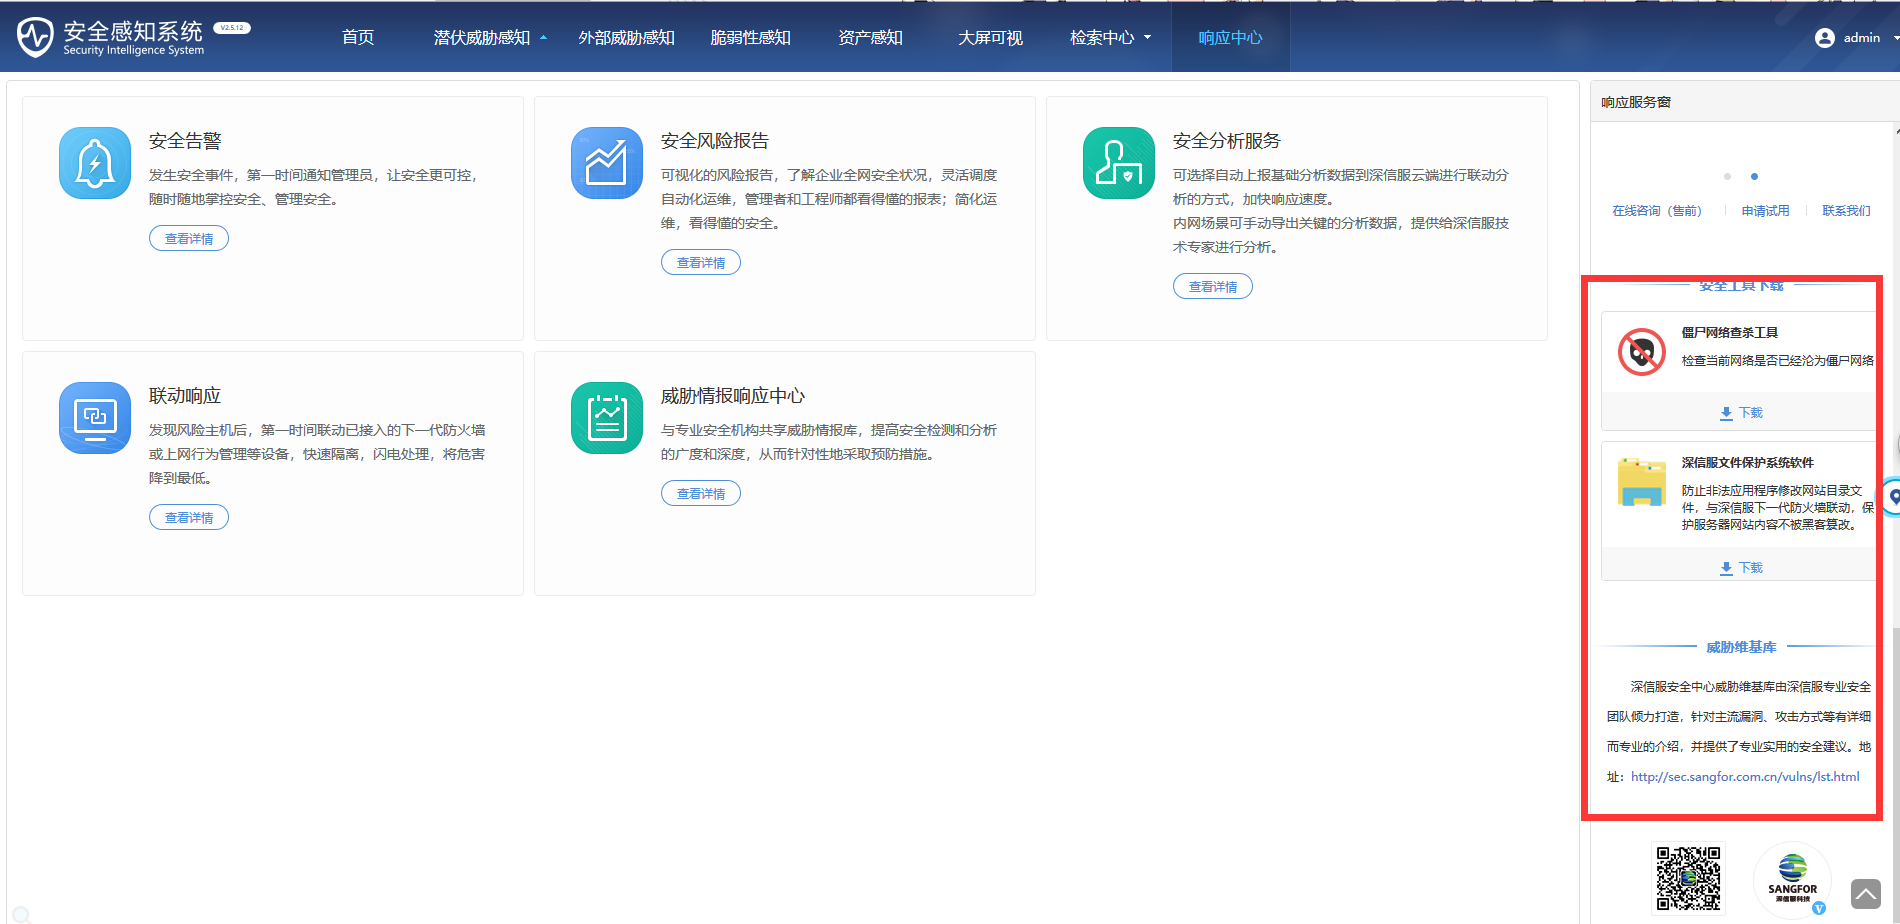 安全感知系统 V2.5.12
Security Intelligence System
首页
潜伏威胁感知
外部威胁感知
脆弱性感知
资产感知
大屏可视
检索中心
响应中心
admin
安全告警
发生安全事件，第一时间通知管理员，让安全更可控，
随时随地掌控安全、管理安全。
查看详情
安全风险报告
可视化的风险报告，了解企业全网安全状况，灵活调度
自动化运维，管理者和工程师都看得懂的报表；简化运
维，看得懂的安全。
查看详情
安全分析服务
可选择自动上报基础分析数据到深信服云端进行联动分
析的方式，加快响应速度。
内网场景可手动导出关键的分析数据，提供给深信服技
术专家进行分析。
查看详情
联动响应
发现风险主机后，第一时间联动已接入的下一代防火墙
或上网行为管理等设备，快速隔离，闪电处理，将危害
降到最低。
查看详情
威胁情报响应中心
与专业安全机构共享威胁情报库，提高安全检测和分析
的广度和深度，从而针对性地采取预防措施。
查看详情
响应服务窗
在线咨询（售前）
申请试用
联系我们
安全工具下载
僵尸网络查杀工具
检查当前网络是否已经沦为僵尸网络
下载
深信服文件保护系统软件
防止非法应用程序修改网站目录文
件，与深信服下一代防火墙联动，保
护服务器网站内容不被黑客篡改。
下载
威胁维基库
深信服安全中心威胁维基库由深信服专业安全
团队倾力打造，针对主流漏洞、攻击方式等有详细
而专业的介绍，并提供了专业实用的安全建议。地
址：http://sec.sangfor.com.cn/vulns/lst.html
SANGFOR
深信服科技
V